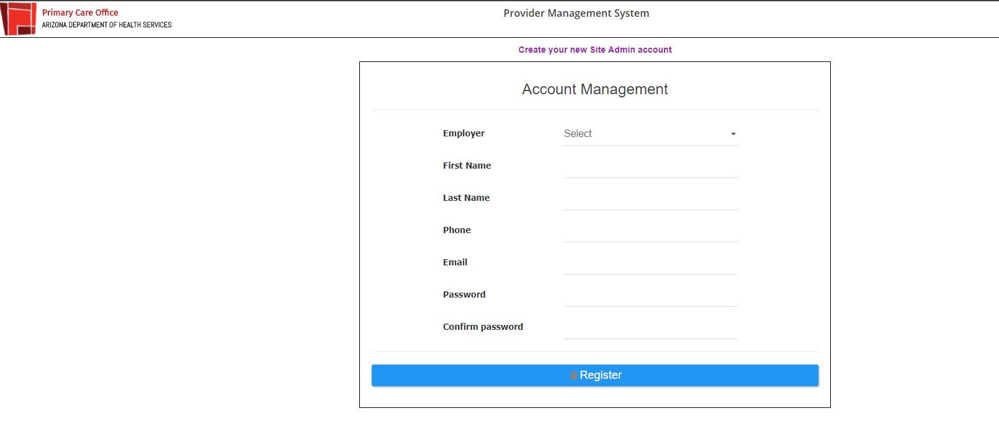 Primary Care Office
ARIZONA DEPARTMENT OF HEALTH SERVICES
Provider Management System
Create your new Site Admin account
Account Management
Employer Select
First Name
Last Name
Phone
Email
Password
Confirm password
Register